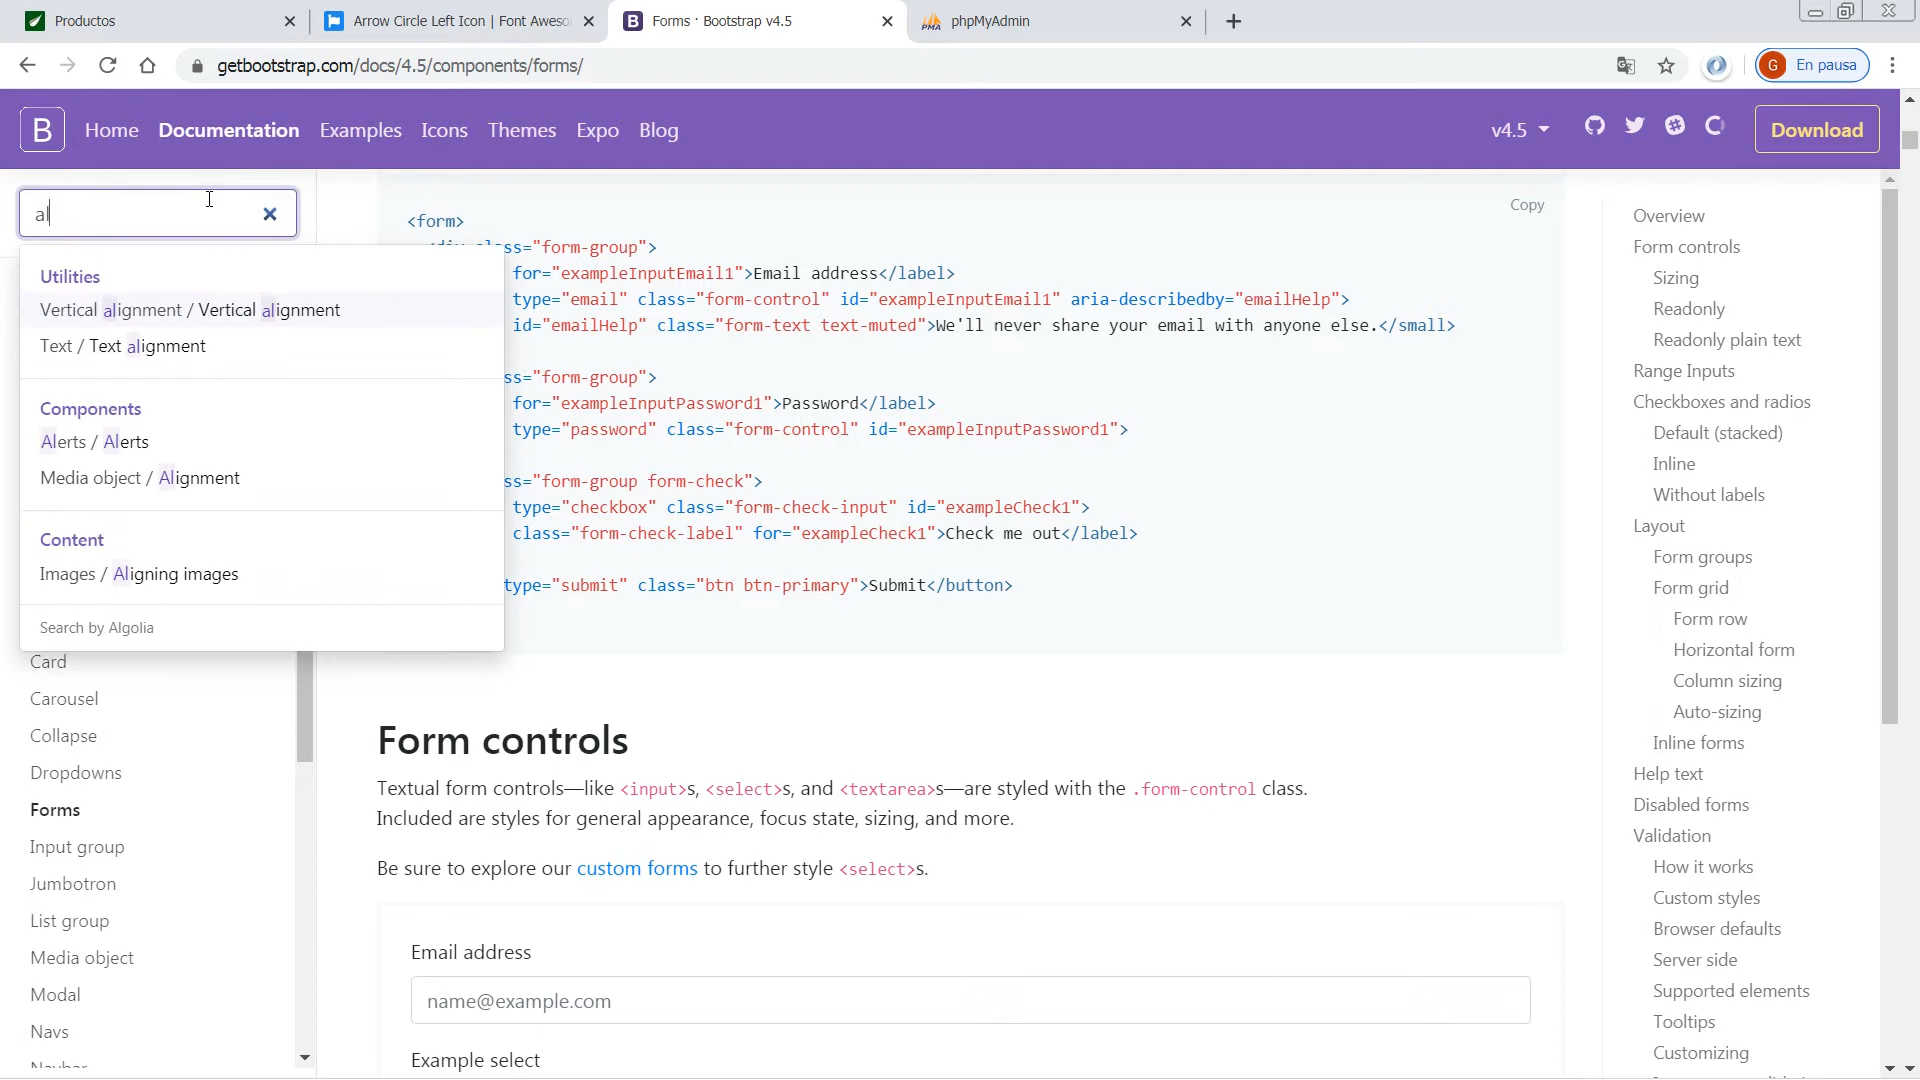 Productos
Arrow Circle Left Icon | Font Aweso
Forms · Bootstrap v4.5
phpMyAdmin
getbootstrap.com/docs/4.5/components/forms/
G En pausa
B Home Documentation Examples Icons Themes Expo Blog v4.5 Download
al
Utilities
Vertical alignment / Vertical alignment
Text / Text alignment
Components
Alerts / Alerts
Media object / Alignment
Content
Images / Aligning images
Search by Algolia
Card
Carousel
Collapse
Dropdowns
Forms
Input group
Jumbotron
List group
Media object
Modal
Navs
Copy
<form>
ss="form-group">
for="exampleInputEmail1">Email address</label>
type="email" class="form-control" id="exampleInputEmail1" aria-describedby="emailHelp">
id="emailHelp" class="form-text text-muted">We'll never share your email with anyone else.</small>
ss="form-group">
for="exampleInputPassword1">Password</label>
type="password" class="form-control" id="exampleInputPassword1">
ss="form-group form-check">
type="checkbox" class="form-check-input" id="exampleCheck1">
class="form-check-label" for="exampleCheck1">Check me out</label>
type="submit" class="btn btn-primary">Submit</button>
Form controls
Textual form controls—like <input>s, <select>s, and <textarea>s—are styled with the .form-control class.
Included are styles for general appearance, focus state, sizing, and more.
Be sure to explore our custom forms to further style <select>s.
Email address
name@example.com
Example select
Overview
Form controls
Sizing
Readonly
Readonly plain text
Range Inputs
Checkboxes and radios
Default (stacked)
Inline
Without labels
Layout
Form groups
Form grid
Form row
Horizontal form
Column sizing
Auto-sizing
Inline forms
Help text
Disabled forms
Validation
How it works
Custom styles
Browser defaults
Server side
Supported elements
Tooltips
Customizing